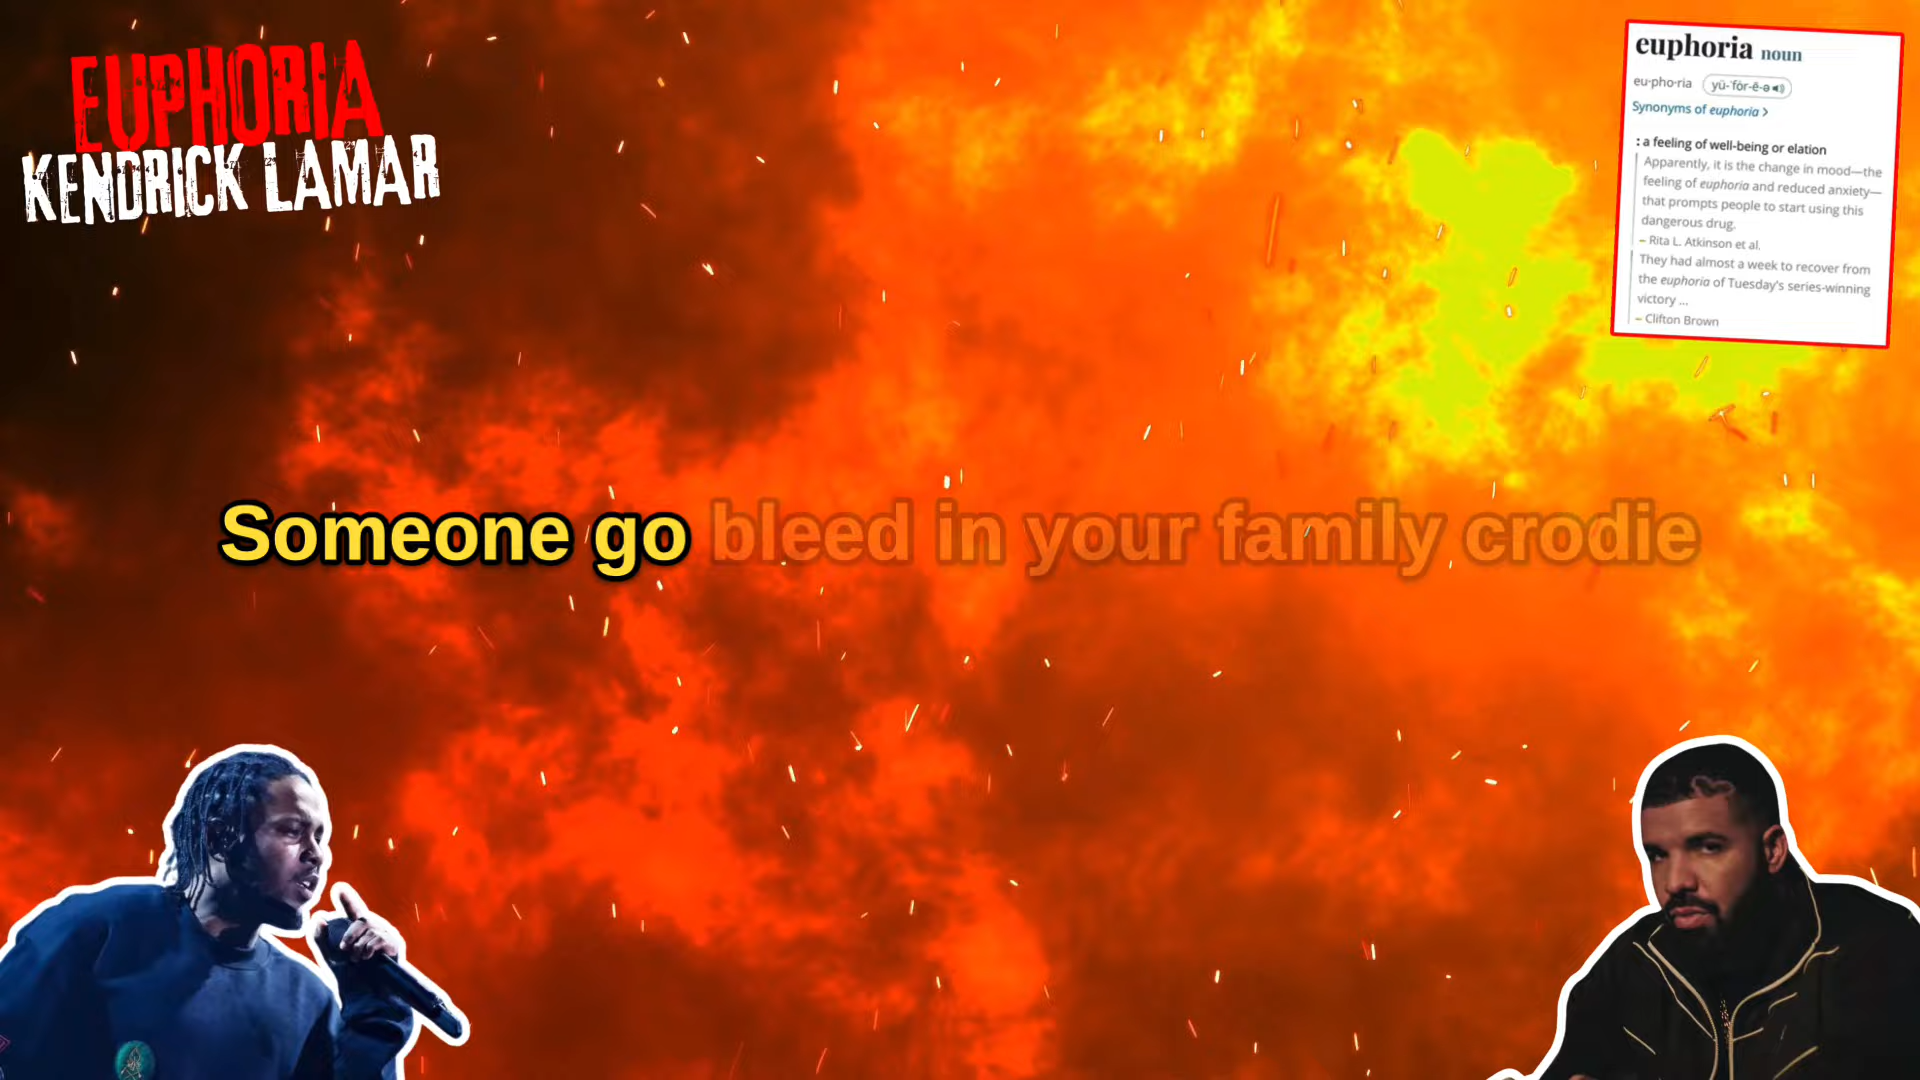 EUPHORIA
KENDRICK LAMAR
euphoria noun
eu·pho·ria yü-ˈfȯr-ē-ə
Synonyms of euphoria >
: a feeling of well-being or elation
Apparently, it is the change in mood—the
feeling of euphoria and reduced anxiety—
that prompts people to start using this
dangerous drug.
– Rita L. Atkinson et al.
They had almost a week to recover from
the euphoria of Tuesday's series-winning
victory ...
– Clifton Brown
Someone go bleed in your family crodie